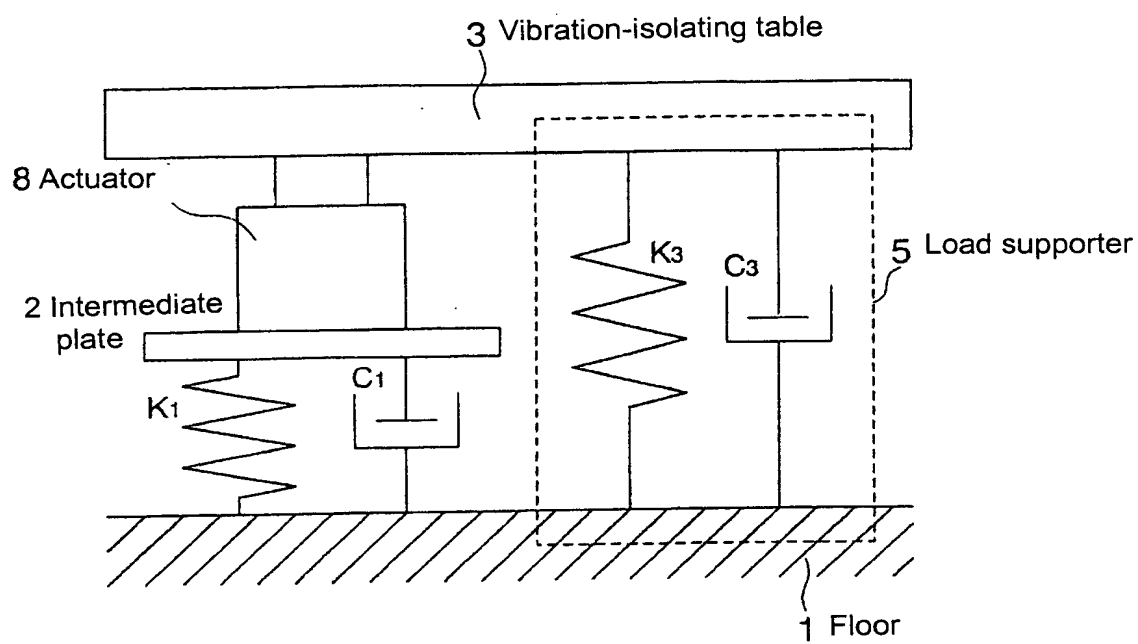 3 Vibration-isolating table
8 Actuator
K3
C3
5 Load supporter
2 Intermediate
plate
C1
K1
1 Floor